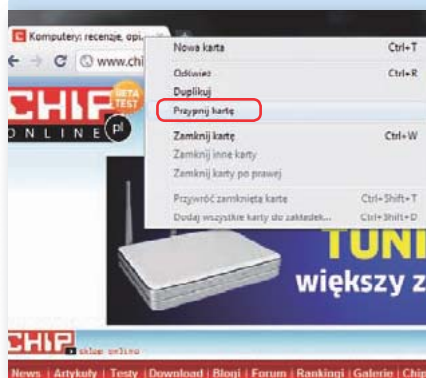 Komputery: recenzje, opi...
www.chi
Nowa karta Ctrl+T
Odśwież Ctrl+R
Duplikuj
Przypnij kartę
Zamknij kartę Ctrl+W
Zamknij inne karty
Zamknij karty po prawej
Przywróć zamkniętą kartę Ctrl+Shift+T
Dodaj wszystkie karty do zakładek... Ctrl+Shift+D
CHIP
BETA
TEST
ONLINE
pl
TUNI
większy z
CHIP
sklep online
News | Artykuły | Testy | Download | Blogi | Forum | Rankingi | Galerie | Chip